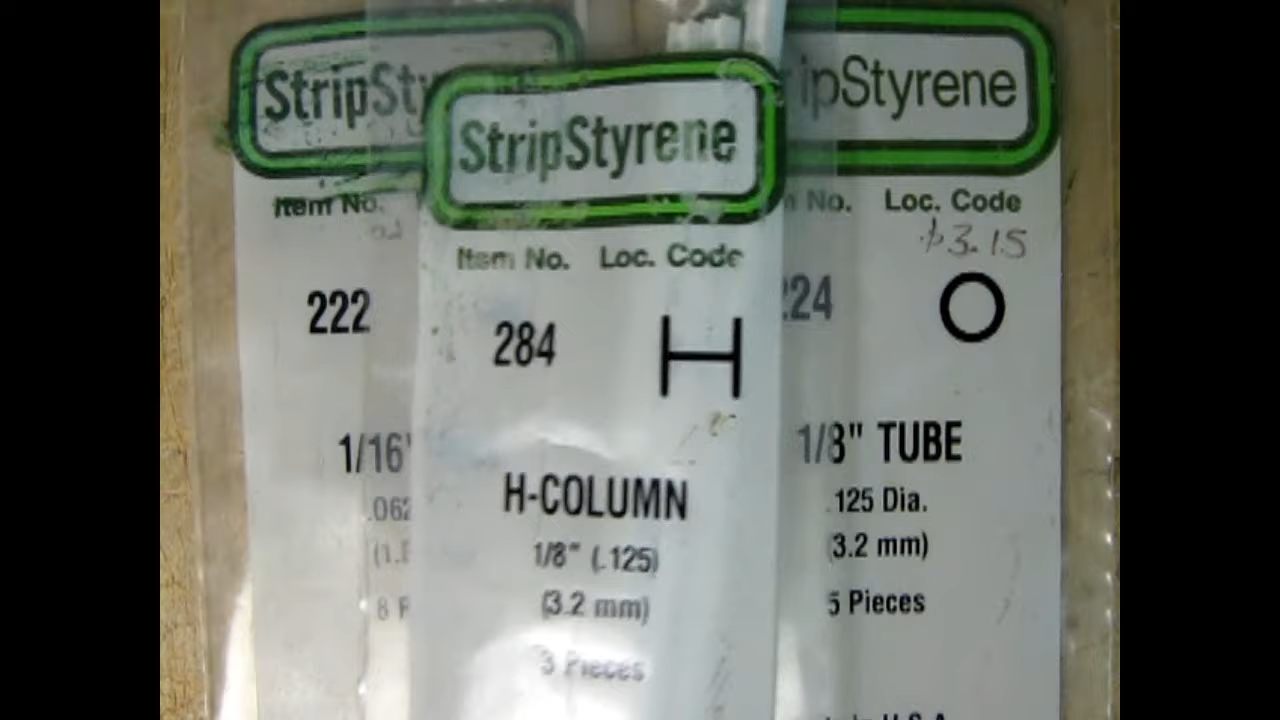 StripSty
Item No.
222
1/16"
.062
8 P
StripStyrene
Item No. Loc. Code
284 H
H-COLUMN
1/8" (.125)
(3.2 mm)
3 Pieces
ipStyrene
No. Loc. Code
$3.15
224
1/8" TUBE
.125 Dia.
(3.2 mm)
5 Pieces